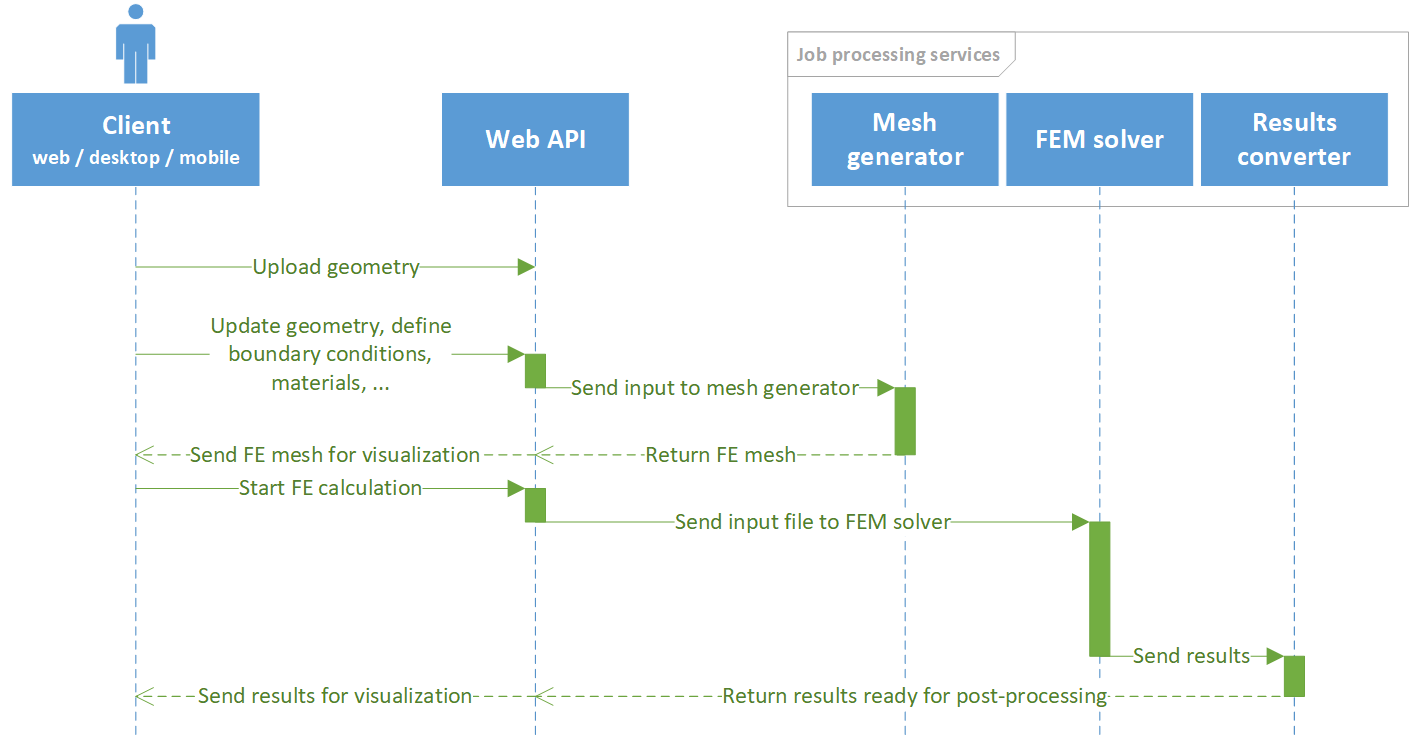 Job processing services
Client
web / desktop / mobile
Web API
Mesh
generator
FEM solver
Results
converter
Upload geometry
Update geometry, define
boundary conditions,
materials, ...
Send input to mesh generator
Send FE mesh for visualization
Return FE mesh
Start FE calculation
Send input file to FEM solver
Send results
Send results for visualization
Return results ready for post-processing